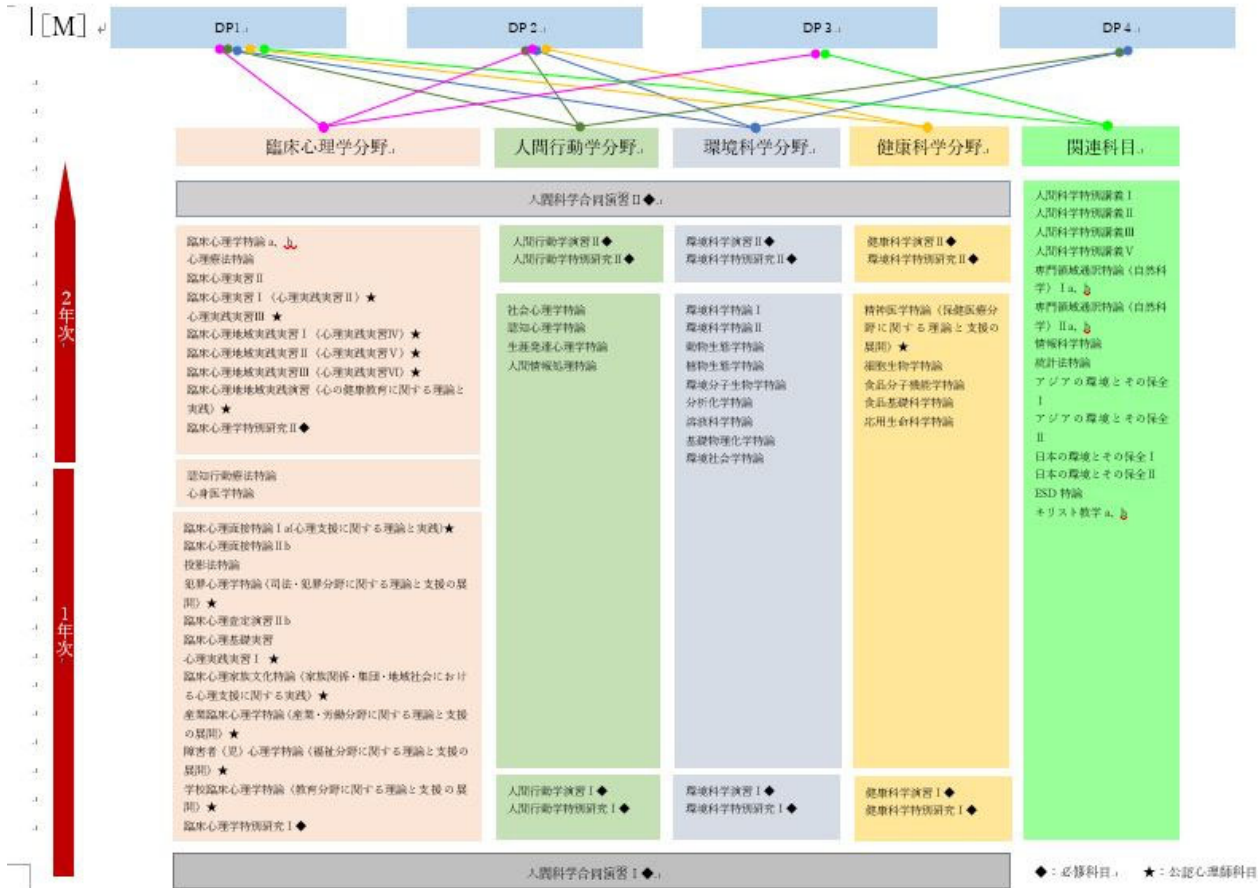 [M]
DP1
DP 2
DP 3
DP 4
臨床心理学分野
人間行動学分野
環境科学分野
健康科学分野
関連科目
2年次
1年次
人間科学合同演習Ⅱ◆
臨床心理学特論 a、b
心理療法特論
臨床心理実習Ⅱ
臨床心理実習Ⅰ（心理実践実習Ⅱ）★
心理実践実習Ⅲ ★
臨床心理地域実践実習Ⅰ（心理実践実習Ⅳ）★
臨床心理地域実践実習Ⅱ（心理実践実習Ⅴ）★
臨床心理地域実践実習Ⅲ（心理実践実習Ⅵ）★
臨床心理地地域実践演習（心の健康教育に関する理論と
実践）★
臨床心理学特別研究Ⅱ◆
認知行動療法特論
心身医学特論
臨床心理面接特論Ⅰa(心理支援に関する理論と実践)★
臨床心理面接特論Ⅱb
投影法特論
犯罪心理学特論（司法・犯罪分野に関する理論と支援の展
開）★
臨床心理査定演習Ⅱb
臨床心理基礎実習
心理実践実習Ⅰ ★
臨床心理家族文化特論（家族関係・集団・地域社会におけ
る心理支援に関する実践）★
産業臨床心理学特論（産業・労働分野に関する理論と支援
の展開）★
障害者（児）心理学特論（福祉分野に関する理論と支援の
展開）★
学校臨床心理学特論（教育分野に関する理論と支援の展
開）★
臨床心理学特別研究Ⅰ◆
人間行動学演習Ⅱ◆
人間行動学特別研究Ⅱ◆
社会心理学特論
認知心理学特論
生涯発達心理学特論
人間情報処理特論
人間行動学演習Ⅰ◆
人間行動学特別研究Ⅰ◆
環境科学演習Ⅱ◆
環境科学特別研究Ⅱ◆
環境科学特論Ⅰ
環境科学特論Ⅱ
動物生態学特論
植物生態学特論
環境分子生物学特論
分析化学特論
溶液科学特論
基礎物理化学特論
環境社会学特論
環境科学演習Ⅰ◆
環境科学特別研究Ⅰ◆
健康科学演習Ⅱ◆
環境科学特別研究Ⅱ◆
精神医学特論（保健医療分
野に関する理論と支援の
展開）★
細胞生物学特論
食品分子機能学特論
食品基礎科学特論
応用生命科学特論
健康科学演習Ⅰ◆
健康科学特別研究Ⅰ◆
人間科学特別講義Ⅰ
人間科学特別講義Ⅱ
人間科学特別講義Ⅲ
人間科学特別講義Ⅴ
専門領域通訳特論（自然科
学）Ⅰa、b
専門領域通訳特論（自然科
学）Ⅱa、b
情報科学特論
統計法特論
アジアの環境とその保全
Ⅰ
アジアの環境とその保全
Ⅱ
日本の環境とその保全Ⅰ
日本の環境とその保全Ⅱ
ESD 特論
キリスト教学 a、b
人間科学合同演習Ⅰ◆
◆：必修科目 ★：公認心理師科目